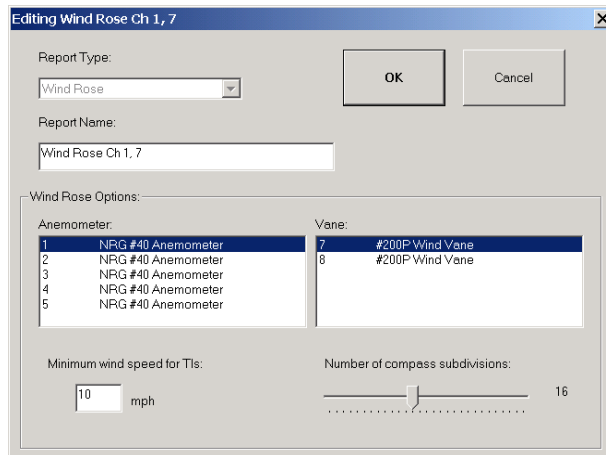 Editing Wind Rose Ch 1, 7
Report Type:
Wind Rose
OK
Cancel
Report Name:
Wind Rose Ch 1, 7
Wind Rose Options:
Anemometer:
1 NRG #40 Anemometer
2 NRG #40 Anemometer
3 NRG #40 Anemometer
4 NRG #40 Anemometer
5 NRG #40 Anemometer
Vane:
7 #200P Wind Vane
8 #200P Wind Vane
Minimum wind speed for TIs:
10 mph
Number of compass subdivisions:
16